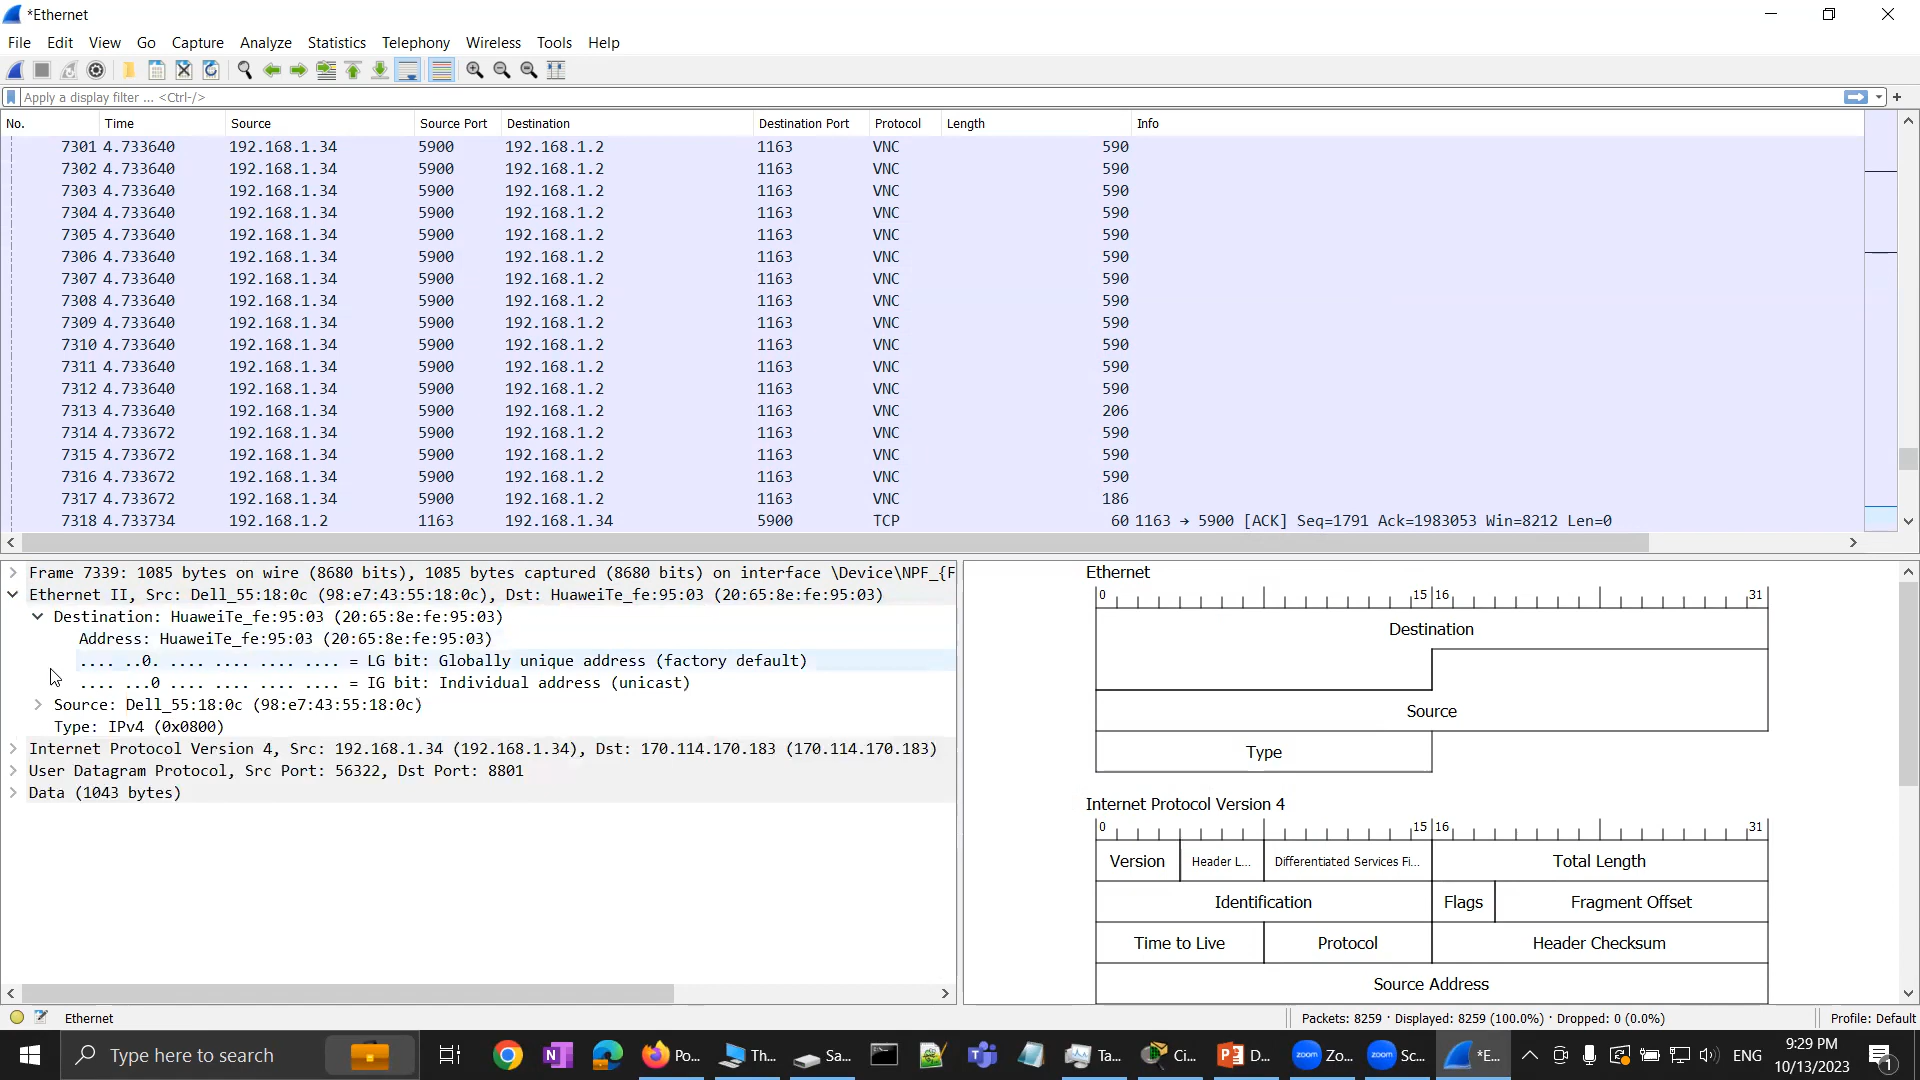 *Ethernet
File Edit View Go Capture Analyze Statistics Telephony Wireless Tools Help
Apply a display filter ... <Ctrl-/>
No. Time Source Source Port Destination Destination Port Protocol Length Info
7301 4.733640 192.168.1.34 5900 192.168.1.2 1163 VNC 590
7302 4.733640 192.168.1.34 5900 192.168.1.2 1163 VNC 590
7303 4.733640 192.168.1.34 5900 192.168.1.2 1163 VNC 590
7304 4.733640 192.168.1.34 5900 192.168.1.2 1163 VNC 590
7305 4.733640 192.168.1.34 5900 192.168.1.2 1163 VNC 590
7306 4.733640 192.168.1.34 5900 192.168.1.2 1163 VNC 590
7307 4.733640 192.168.1.34 5900 192.168.1.2 1163 VNC 590
7308 4.733640 192.168.1.34 5900 192.168.1.2 1163 VNC 590
7309 4.733640 192.168.1.34 5900 192.168.1.2 1163 VNC 590
7310 4.733640 192.168.1.34 5900 192.168.1.2 1163 VNC 590
7311 4.733640 192.168.1.34 5900 192.168.1.2 1163 VNC 590
7312 4.733640 192.168.1.34 5900 192.168.1.2 1163 VNC 590
7313 4.733640 192.168.1.34 5900 192.168.1.2 1163 VNC 206
7314 4.733672 192.168.1.34 5900 192.168.1.2 1163 VNC 590
7315 4.733672 192.168.1.34 5900 192.168.1.2 1163 VNC 590
7316 4.733672 192.168.1.34 5900 192.168.1.2 1163 VNC 590
7317 4.733672 192.168.1.34 5900 192.168.1.2 1163 VNC 186
7318 4.733734 192.168.1.2 1163 192.168.1.34 5900 TCP 60 1163 → 5900 [ACK] Seq=1791 Ack=1983053 Win=8212 Len=0
Frame 7339: 1085 bytes on wire (8680 bits), 1085 bytes captured (8680 bits) on interface \Device\NPF_{F
Ethernet II, Src: Dell_55:18:0c (98:e7:43:55:18:0c), Dst: HuaweiTe_fe:95:03 (20:65:8e:fe:95:03)
Destination: HuaweiTe_fe:95:03 (20:65:8e:fe:95:03)
Address: HuaweiTe_fe:95:03 (20:65:8e:fe:95:03)
.... ..0. .... .... .... .... = LG bit: Globally unique address (factory default)
.... ...0 .... .... .... .... = IG bit: Individual address (unicast)
Source: Dell_55:18:0c (98:e7:43:55:18:0c)
Type: IPv4 (0x0800)
Internet Protocol Version 4, Src: 192.168.1.34 (192.168.1.34), Dst: 170.114.170.183 (170.114.170.183)
User Datagram Protocol, Src Port: 56322, Dst Port: 8801
Data (1043 bytes)
Ethernet
0 15 16 31
Destination
Source
Type
Internet Protocol Version 4
0 15 16 31
Version Header L... Differentiated Services Fi... Total Length
Identification Flags Fragment Offset
Time to Live Protocol Header Checksum
Source Address
Ethernet
Packets: 8259 · Displayed: 8259 (100.0%) · Dropped: 0 (0.0%)
Profile: Default
Type here to search
Po... Th... Sa... Ta... Ci... D... zoom Zo... zoom Sc... *E...
ENG
9:29 PM
10/13/2023
1